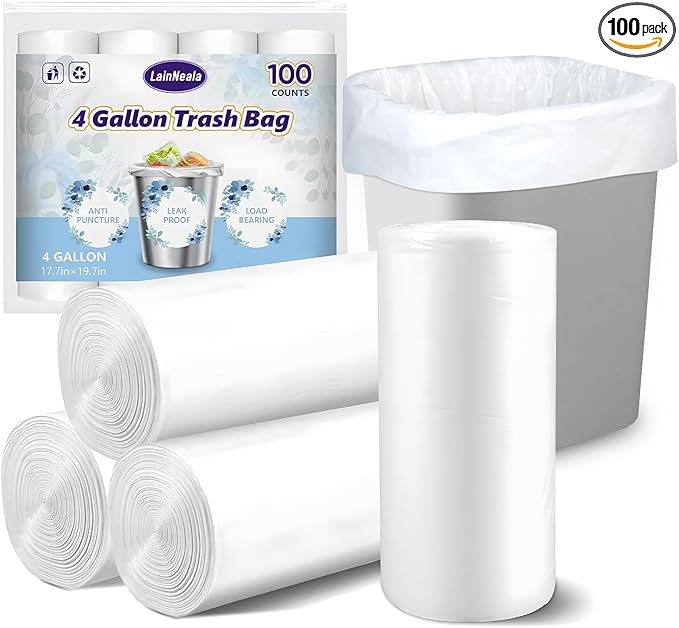 LainNeala
100
COUNTS
4 Gallon Trash Bag
ANTI
PUNCTURE
LEAK
PROOF
LOAD
BEARING
4 GALLON
17.7in×19.7in
100 pack